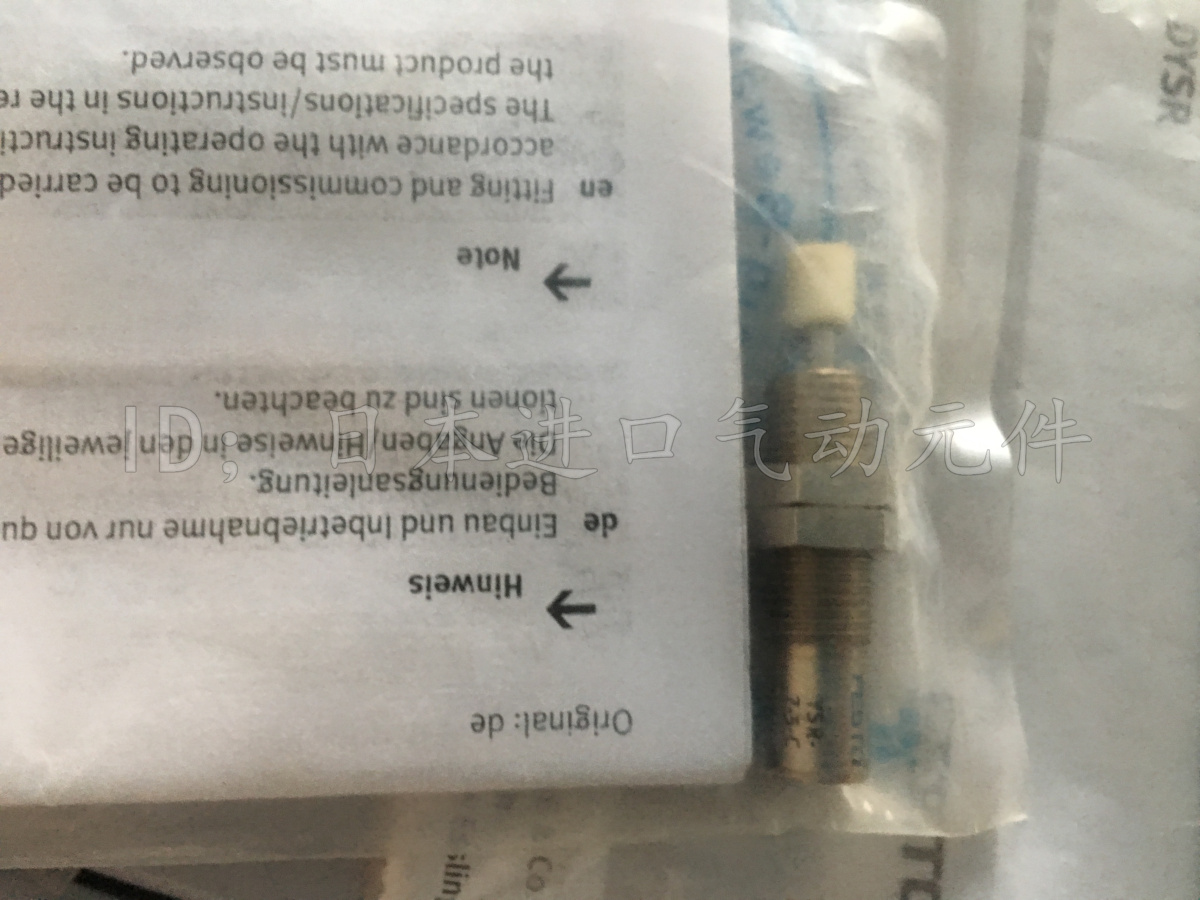 Original: de
Hinweis
de Einbau und Inbetriebnahme nur von qu
Bedienungsanleitung.
Die Angaben/Hinweise in den jeweilige
tionen sind zu beachten.
Note
en Fitting and commissioning to be carried
accordance with the operating instructi
The specifications/instructions in the re
the product must be observed.
ID；日本进口气动元件
DYSR
& Co